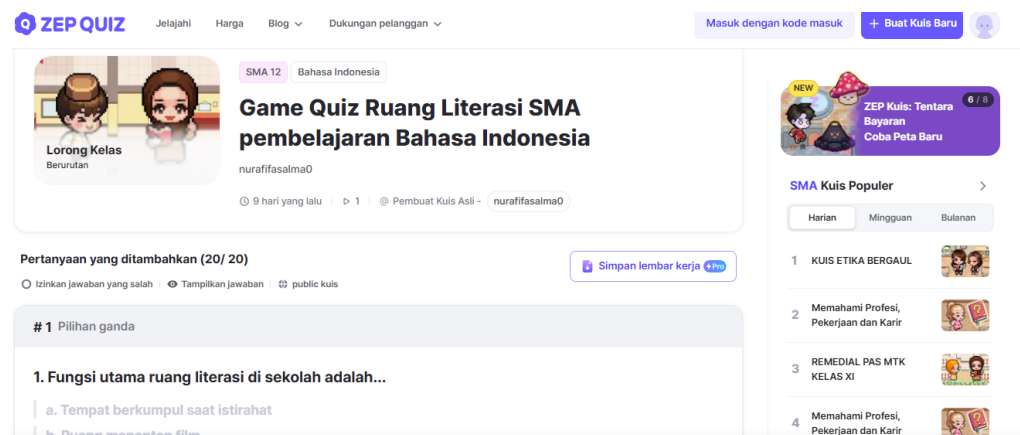 ZEP QUIZ
Jelajahi
Harga
Blog
Dukungan pelanggan
Masuk dengan kode masuk
+ Buat Kuis Baru
Lorong Kelas
Berurutan
SMA 12
Bahasa Indonesia
Game Quiz Ruang Literasi SMA
pembelajaran Bahasa Indonesia
nurafifasalma0
9 hari yang lalu
1
@ Pembuat Kuis Asli -
nurafifasalma0
Pertanyaan yang ditambahkan (20/ 20)
Izinkan jawaban yang salah
Tampilkan jawaban
public kuis
Simpan lembar kerja
Pro
# 1 Pilihan ganda
1. Fungsi utama ruang literasi di sekolah adalah...
a. Tempat berkumpul saat istirahat
b. Ruang menonton film
NEW
6 / 8
ZEP Kuis: Tentara
Bayaran
Coba Peta Baru
SMA Kuis Populer
Harian
Mingguan
Bulanan
1 KUIS ETIKA BERGAUL
2 Memahami Profesi,
Pekerjaan dan Karir
3 REMEDIAL PAS MTK
KELAS XI
4 Memahami Profesi,
Pekerjaan dan Karir